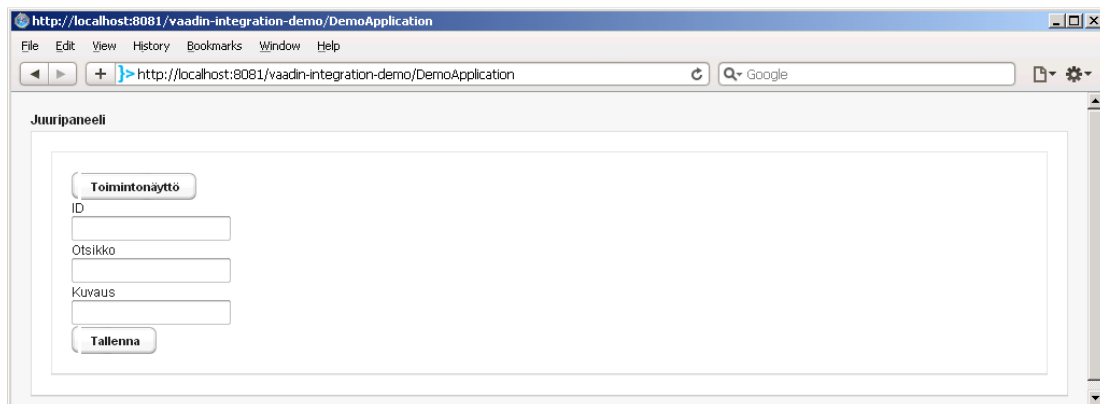 http://localhost:8081/vaadin-integration-demo/DemoApplication
File Edit View History Bookmarks Window Help
http://localhost:8081/vaadin-integration-demo/DemoApplication Google
Juuripaneeli
Toimintonäyttö
ID
Otsikko
Kuvaus
Tallenna